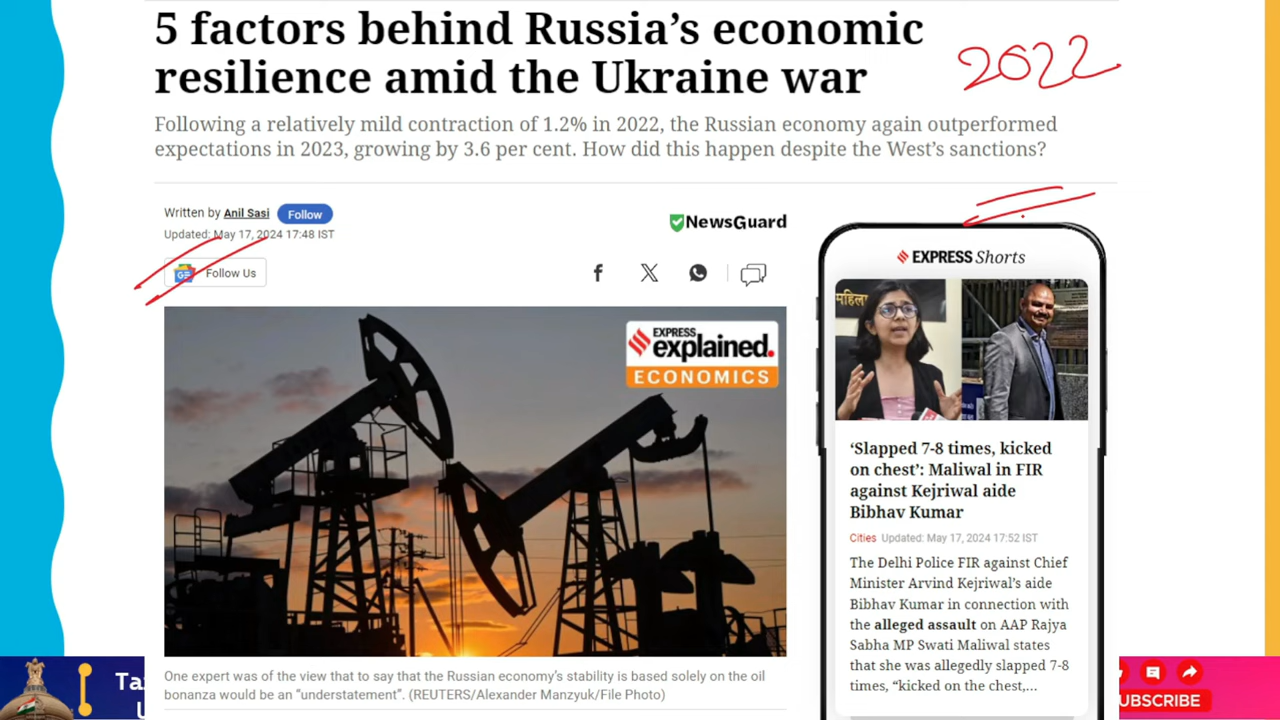 5 factors behind Russia’s economic
resilience amid the Ukraine war
2022
Following a relatively mild contraction of 1.2% in 2022, the Russian economy again outperformed
expectations in 2023, growing by 3.6 per cent. How did this happen despite the West’s sanctions?
Written by Anil Sasi Follow
Updated: May 17, 2024 17:48 IST
NewsGuard
GE Follow Us
EXPRESS
explained.
ECONOMICS
One expert was of the view that to say that the Russian economy’s stability is based solely on the oil
bonanza would be an “understatement”. (REUTERS/Alexander Manzyuk/File Photo)
EXPRESS Shorts
महिला
‘Slapped 7-8 times, kicked
on chest’: Maliwal in FIR
against Kejriwal aide
Bibhav Kumar
Cities Updated: May 17, 2024 17:52 IST
The Delhi Police FIR against Chief
Minister Arvind Kejriwal’s aide
Bibhav Kumar in connection with
the alleged assault on AAP Rajya
Sabha MP Swati Maliwal states
that she was allegedly slapped 7-8
times, “kicked on the chest,...
UBSCRIBE